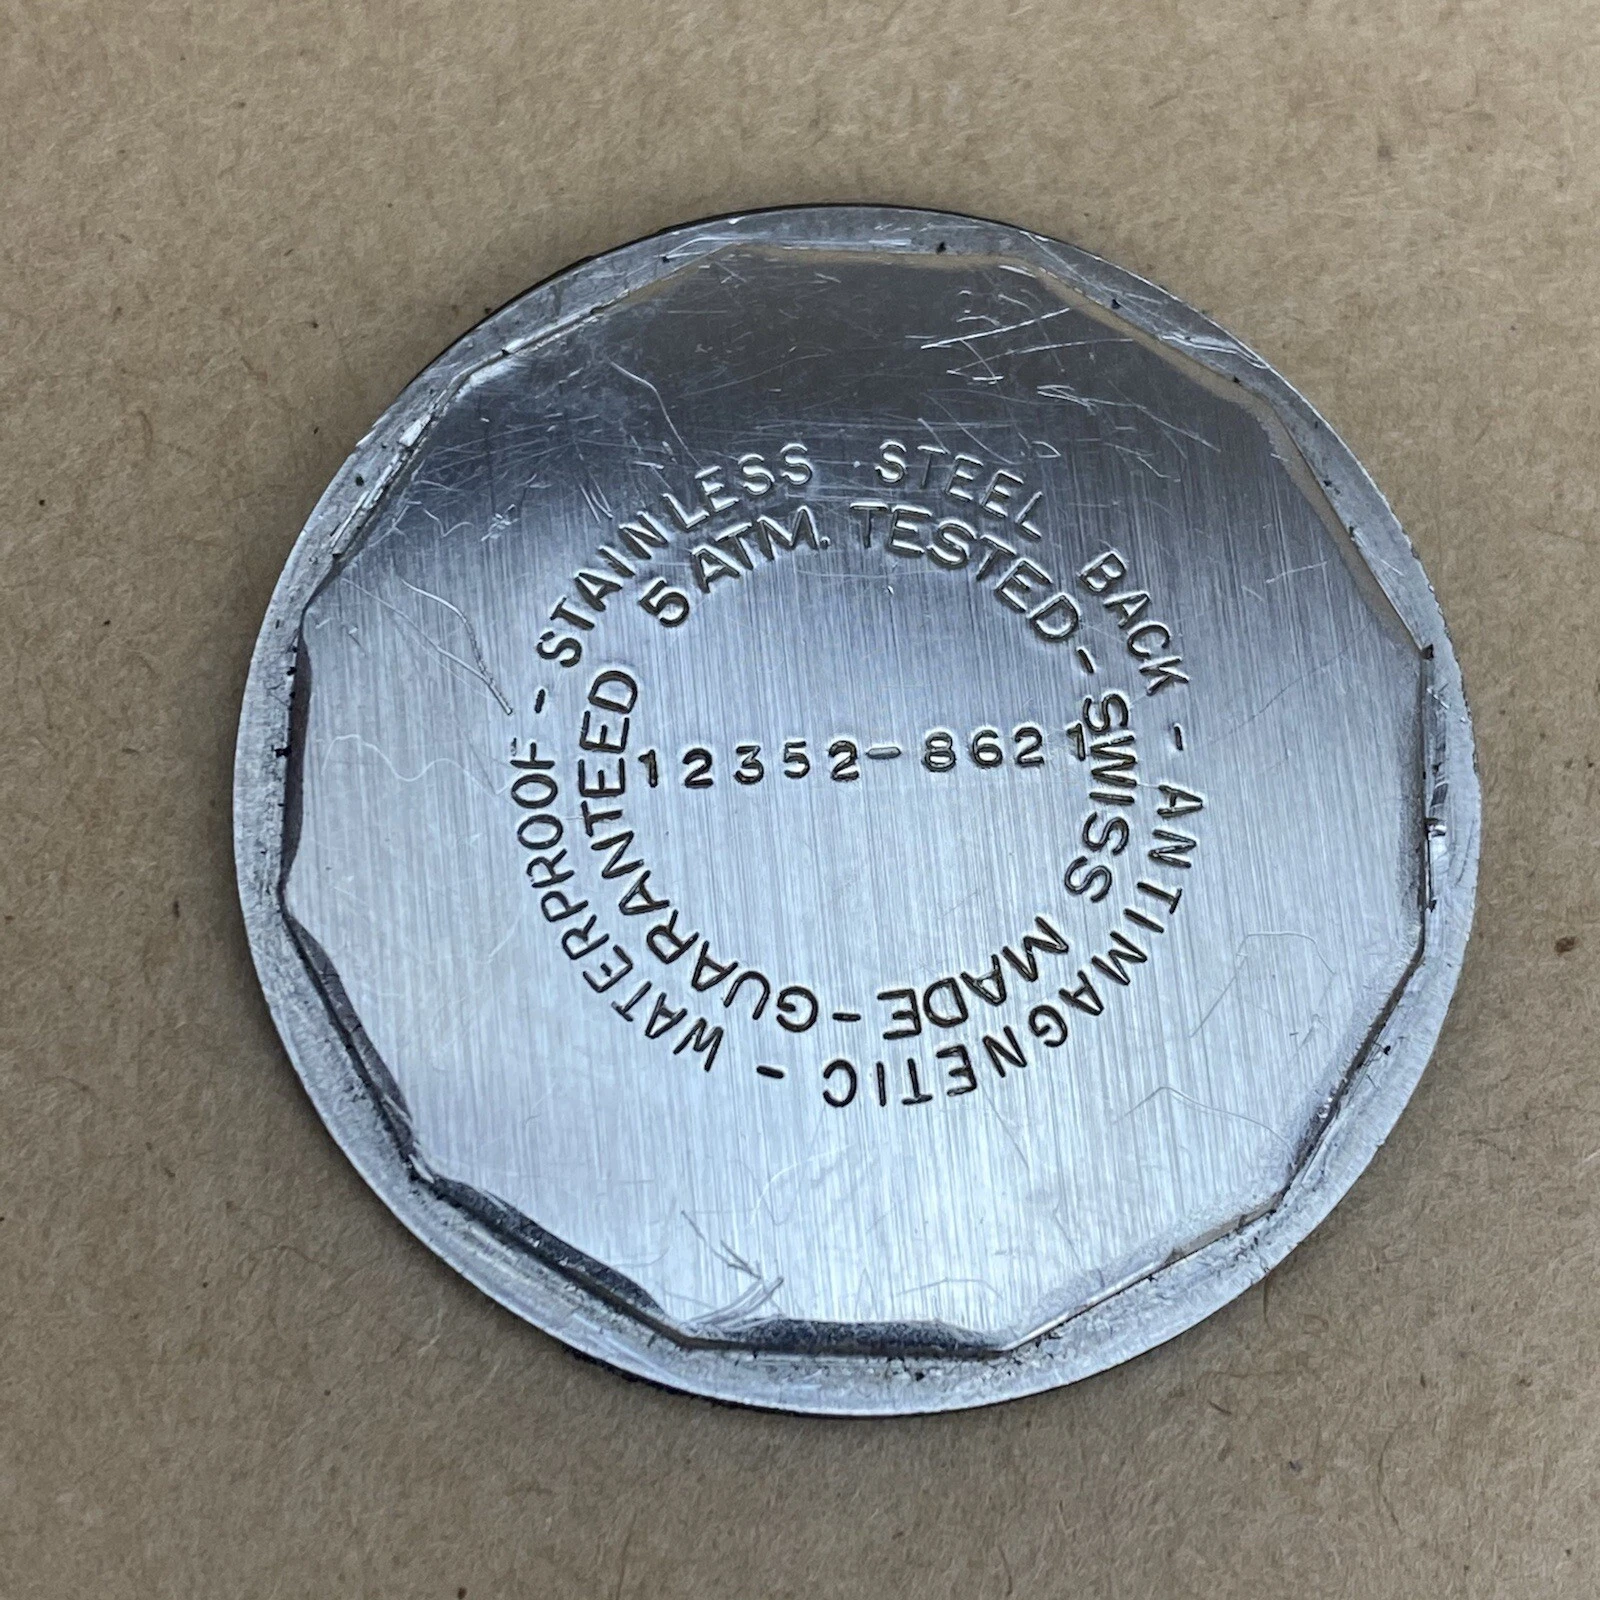 STAINLESS STEEL BACK - ANTIMAGNETIC - WATERPROOF -
5 ATM. TESTED - SWISS MADE - GUARANTEED
12352-8621